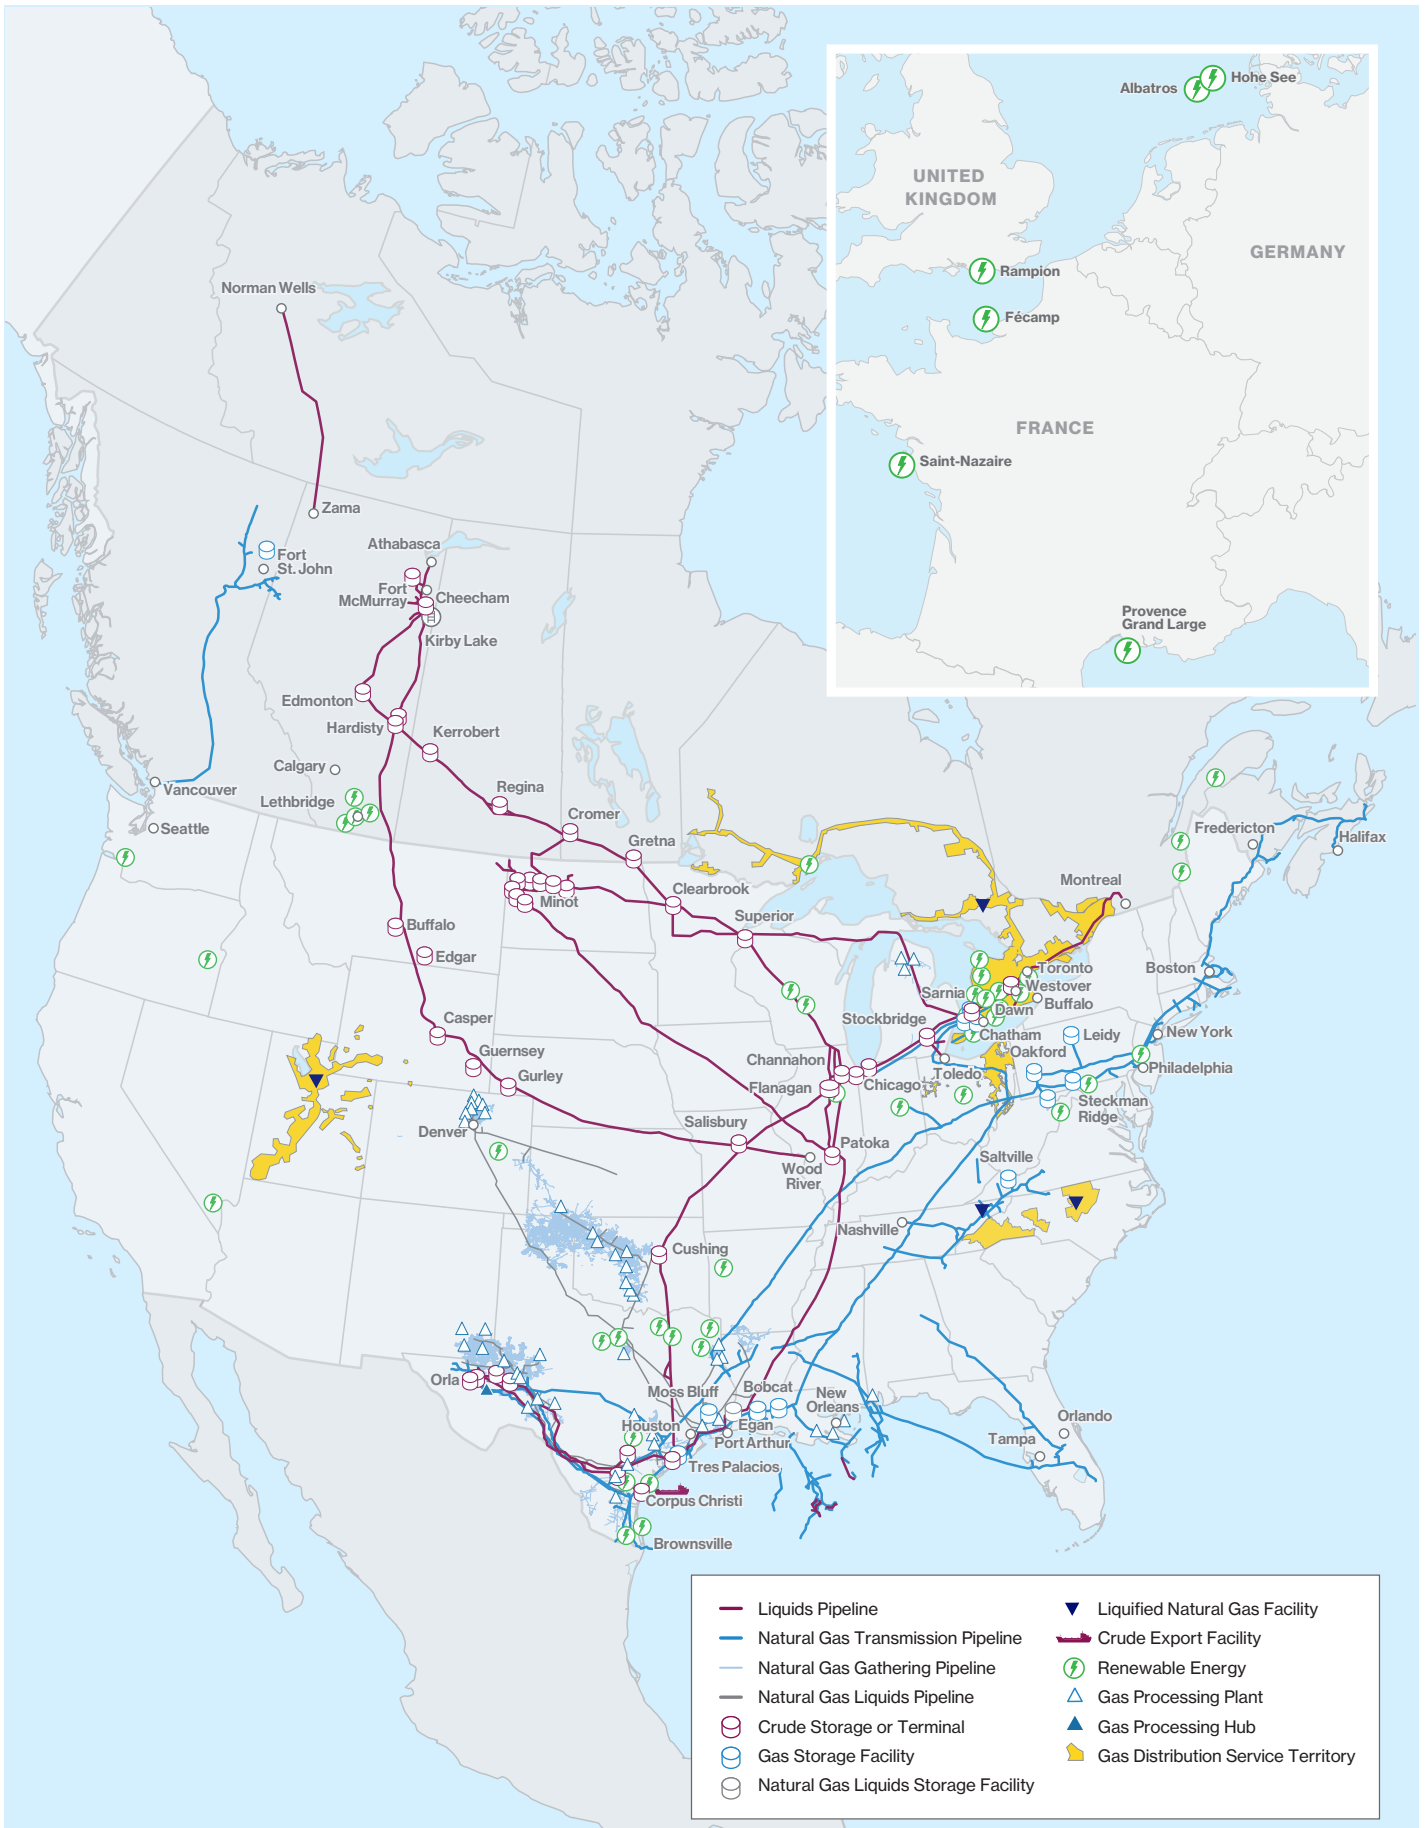 Hohe See
Albatros
UNITED
KINGDOM
GERMANY
Rampion
Fécamp
FRANCE
Saint-Nazaire
Provence
Grand Large
Norman Wells
Zama
Athabasca
Fort
St. John
Fort
McMurray
Cheecham
Kirby Lake
Edmonton
Hardisty
Kerrobert
Calgary
Vancouver
Lethbridge
Regina
Seattle
Cromer
Gretna
Fredericton
Halifax
Clearbrook
Montreal
Minot
Superior
Buffalo
Edgar
Toronto
Boston
Westover
Sarnia
Buffalo
Dawn
Casper
Stockbridge
Chatham
Leidy
New York
Guernsey
Channahon
Oakford
Gurley
Flanagan
Chicago
Toledo
Philadelphia
Steckman
Ridge
Denver
Salisbury
Patoka
Wood
River
Saltville
Nashville
Cushing
Orla
Moss Bluff
Bobcat
New
Orleans
Houston
Egan
Port Arthur
Orlando
Tampa
Tres Palacios
Corpus Christi
Brownsville
Liquids Pipeline
Natural Gas Transmission Pipeline
Natural Gas Gathering Pipeline
Natural Gas Liquids Pipeline
Crude Storage or Terminal
Gas Storage Facility
Natural Gas Liquids Storage Facility
Liquified Natural Gas Facility
Crude Export Facility
Renewable Energy
Gas Processing Plant
Gas Processing Hub
Gas Distribution Service Territory